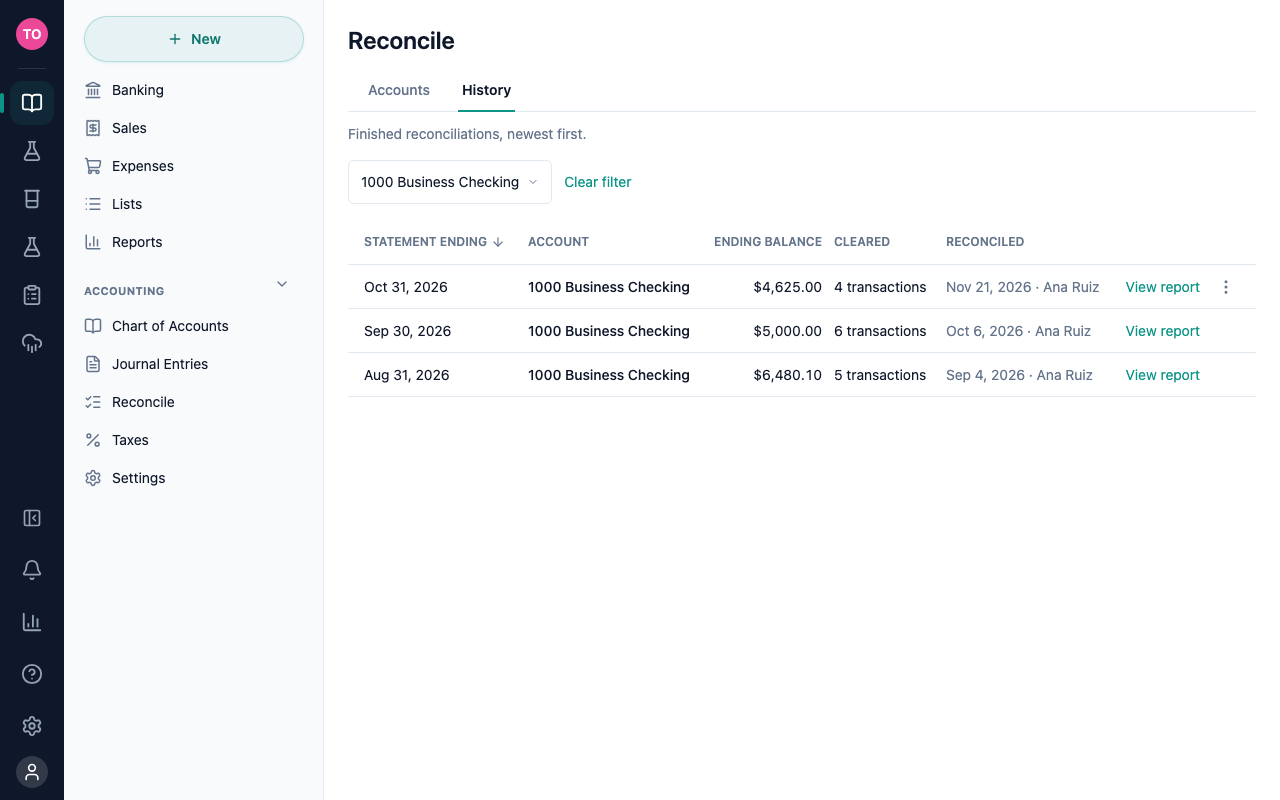 TO
New
Banking
Sales
Expenses
Lists
Reports
ACCOUNTING
Chart of Accounts
Journal Entries
Reconcile
Taxes
Settings
Reconcile
Accounts History
Finished reconciliations, newest first.
1000 Business Checking Clear filter
STATEMENT ENDING ACCOUNT ENDING BALANCE CLEARED RECONCILED
Oct 31, 2026 1000 Business Checking $4,625.00 4 transactions Nov 21, 2026 · Ana Ruiz View report
Sep 30, 2026 1000 Business Checking $5,000.00 6 transactions Oct 6, 2026 · Ana Ruiz View report
Aug 31, 2026 1000 Business Checking $6,480.10 5 transactions Sep 4, 2026 · Ana Ruiz View report